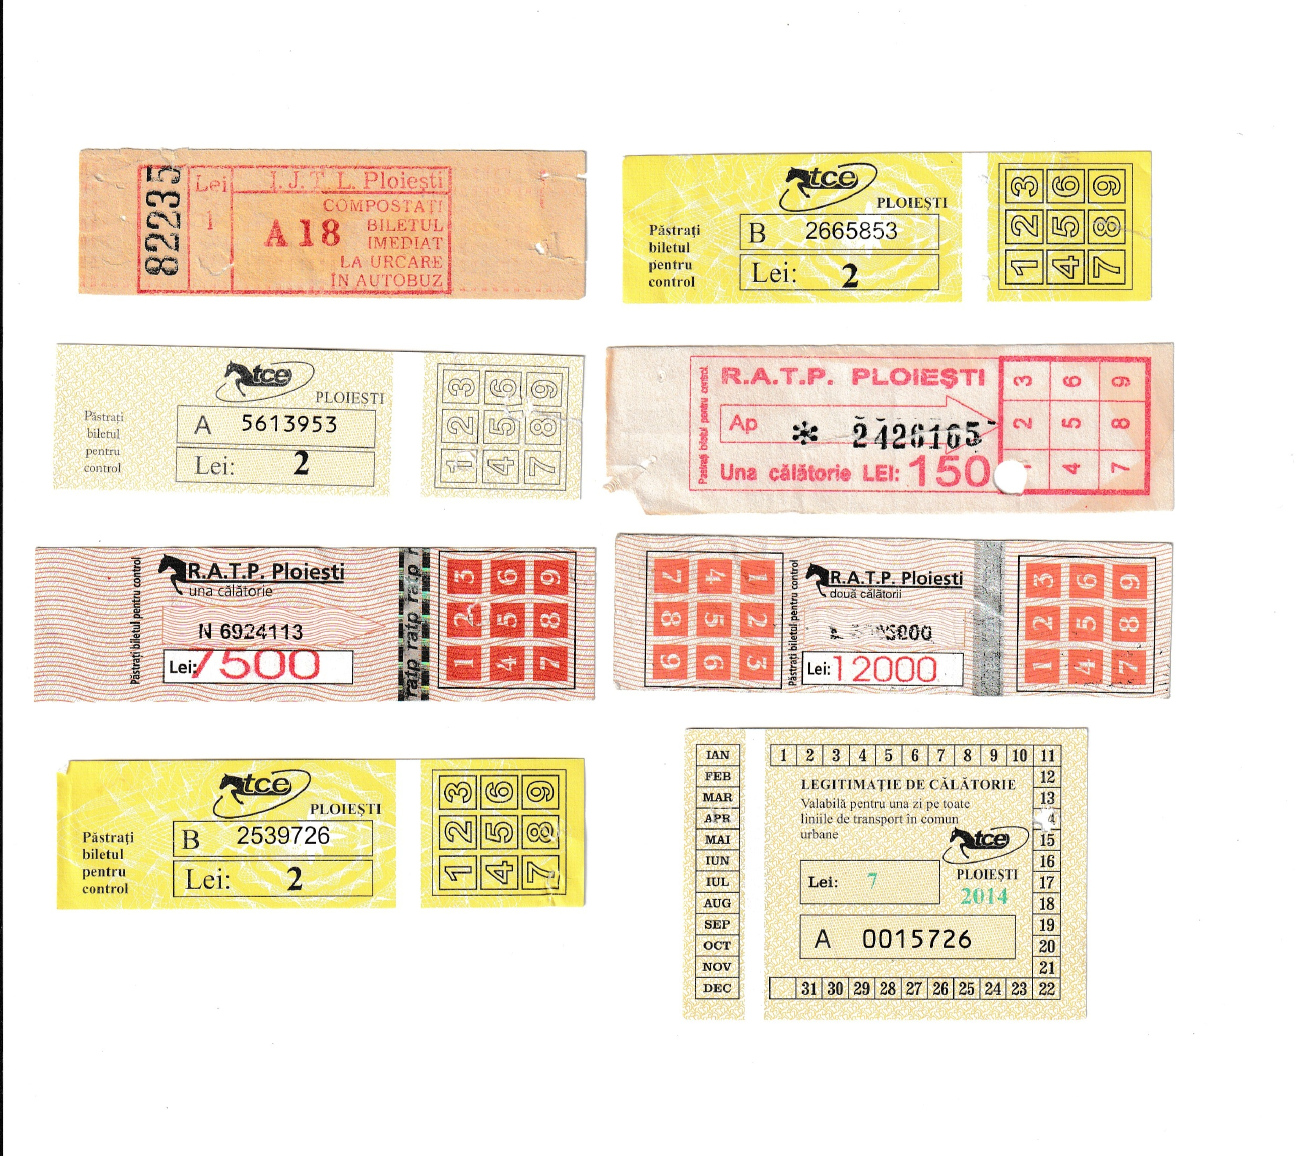 82235
Lei
1
I. J. T. L. Ploiești
A 18
COMPOSTAȚI
BILETUL
IMEDIAT
LA URCARE
ÎN AUTOBUZ
tce
PLOIEȘTI
Păstrați
biletul
pentru
control
B 2665853
Lei: 2
3 6 9
2 5 8
1 4 7
tce
PLOIEȘTI
Păstrați
biletul
pentru
control
A 5613953
Lei: 2
3 6 9
2 5 8
1 4 7
Păstrați biletul pentru control
R.A.T.P. PLOIEȘTI
Ap * 2426165
Una călătorie LEI: 150
3 6 9
2 5 8
4 7
Păstrați biletul pentru control
R.A.T.P. Ploiesti
una călătorie
N 6924113
Lei: 7500
ratp ratp ratp r
3 6 9
2 5 8
1 4 7
7 4 1
8 5 2
9 6 3
Păstrați biletul pentru control
R.A.T.P. Ploiesti
două călătorii
Lei: 12000
3 6 9
2 5 8
1 4 7
tce
PLOIEȘTI
Păstrați
biletul
pentru
control
B 2539726
Lei: 2
3 6 9
2 5 8
1 4 7
IAN
FEB
MAR
APR
MAI
IUN
IUL
AUG
SEP
OCT
NOV
DEC
1 2 3 4 5 6 7 8 9 10 11
12
13
4
15
16
17
18
19
20
21
LEGITIMAȚIE DE CĂLĂTORIE
Valabilă pentru una zi pe toate
liniile de transport în comun
urbane
tce
PLOIEȘTI
2014
Lei: 7
A 0015726
31 30 29 28 27 26 25 24 23 22